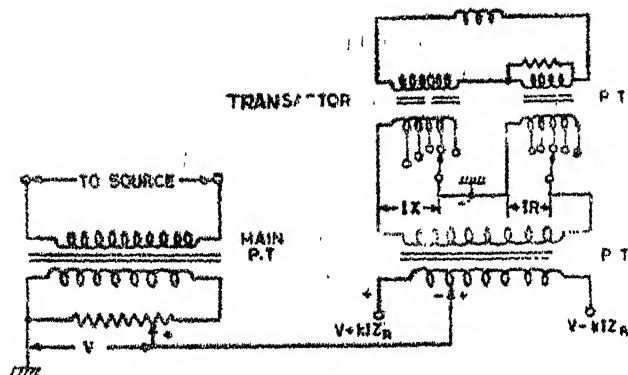 TRANSACTOR
P.T
TO SOURCE
MAIN
P.T
IX
IR
P.T
V
V+kIZR
V-kIZR